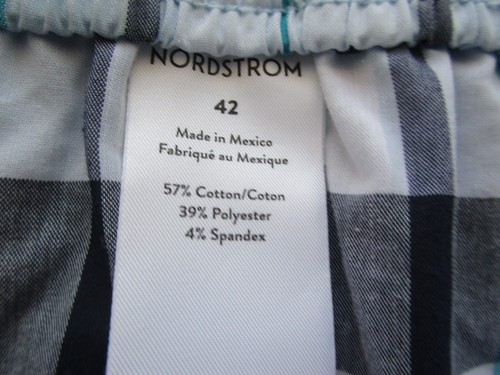 NORDSTROM
42
Made in Mexico
Fabriqué au Mexique
57% Cotton/Coton
39% Polyester
4% Spandex